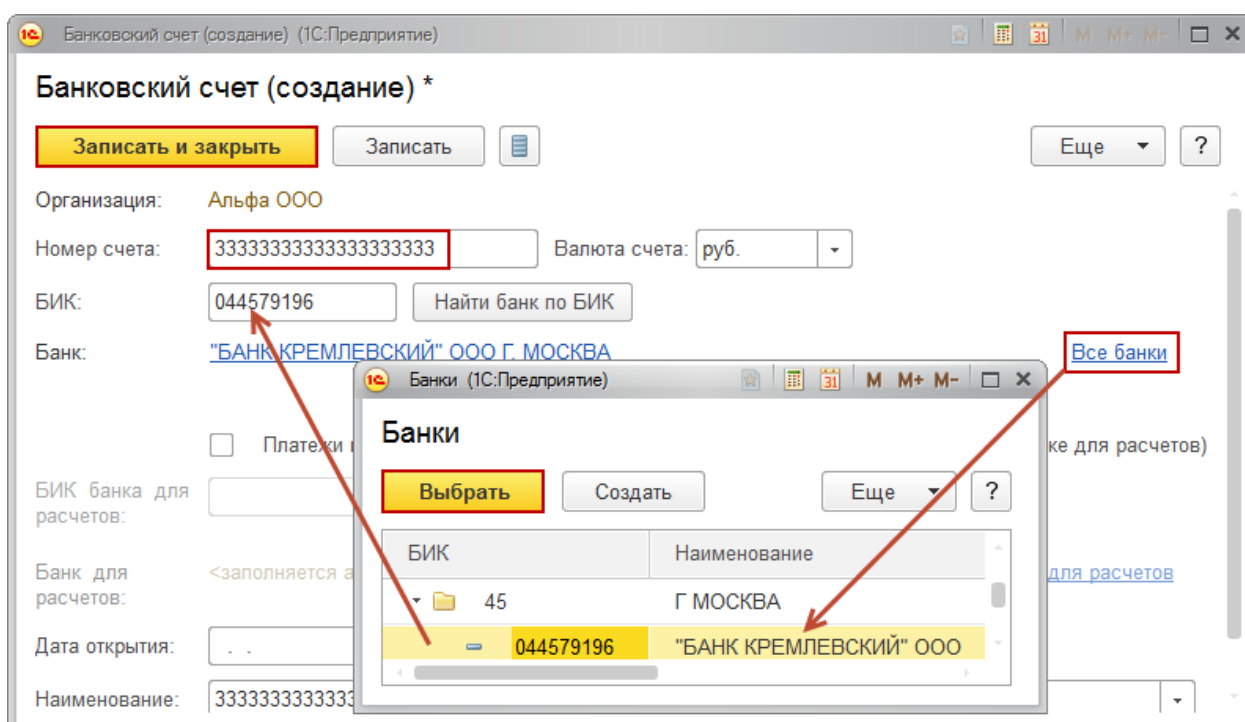 Банковский счет (создание) (1С:Предприятие) M M+ M-
Банковский счет (создание) *
Записать и закрыть Записать Еще ?
Организация: Альфа ООО
Номер счета: 33333333333333333333 Валюта счета: руб.
БИК: 044579196 Найти банк по БИК
Банк: "БАНК КРЕМЛЕВСКИЙ" ООО Г. МОСКВА Все банки
Банки (1С:Предприятие) 31 M M+ M-
Банки
Платежи ке для расчетов)
Выбрать Создать Еще ?
БИК банка для
расчетов:
БИК Наименование
Банк для <заполняется а для расчетов
расчетов:
45 Г МОСКВА
Дата открытия: . .
044579196 "БАНК КРЕМЛЕВСКИЙ" ООО
Наименование: 3333333333333